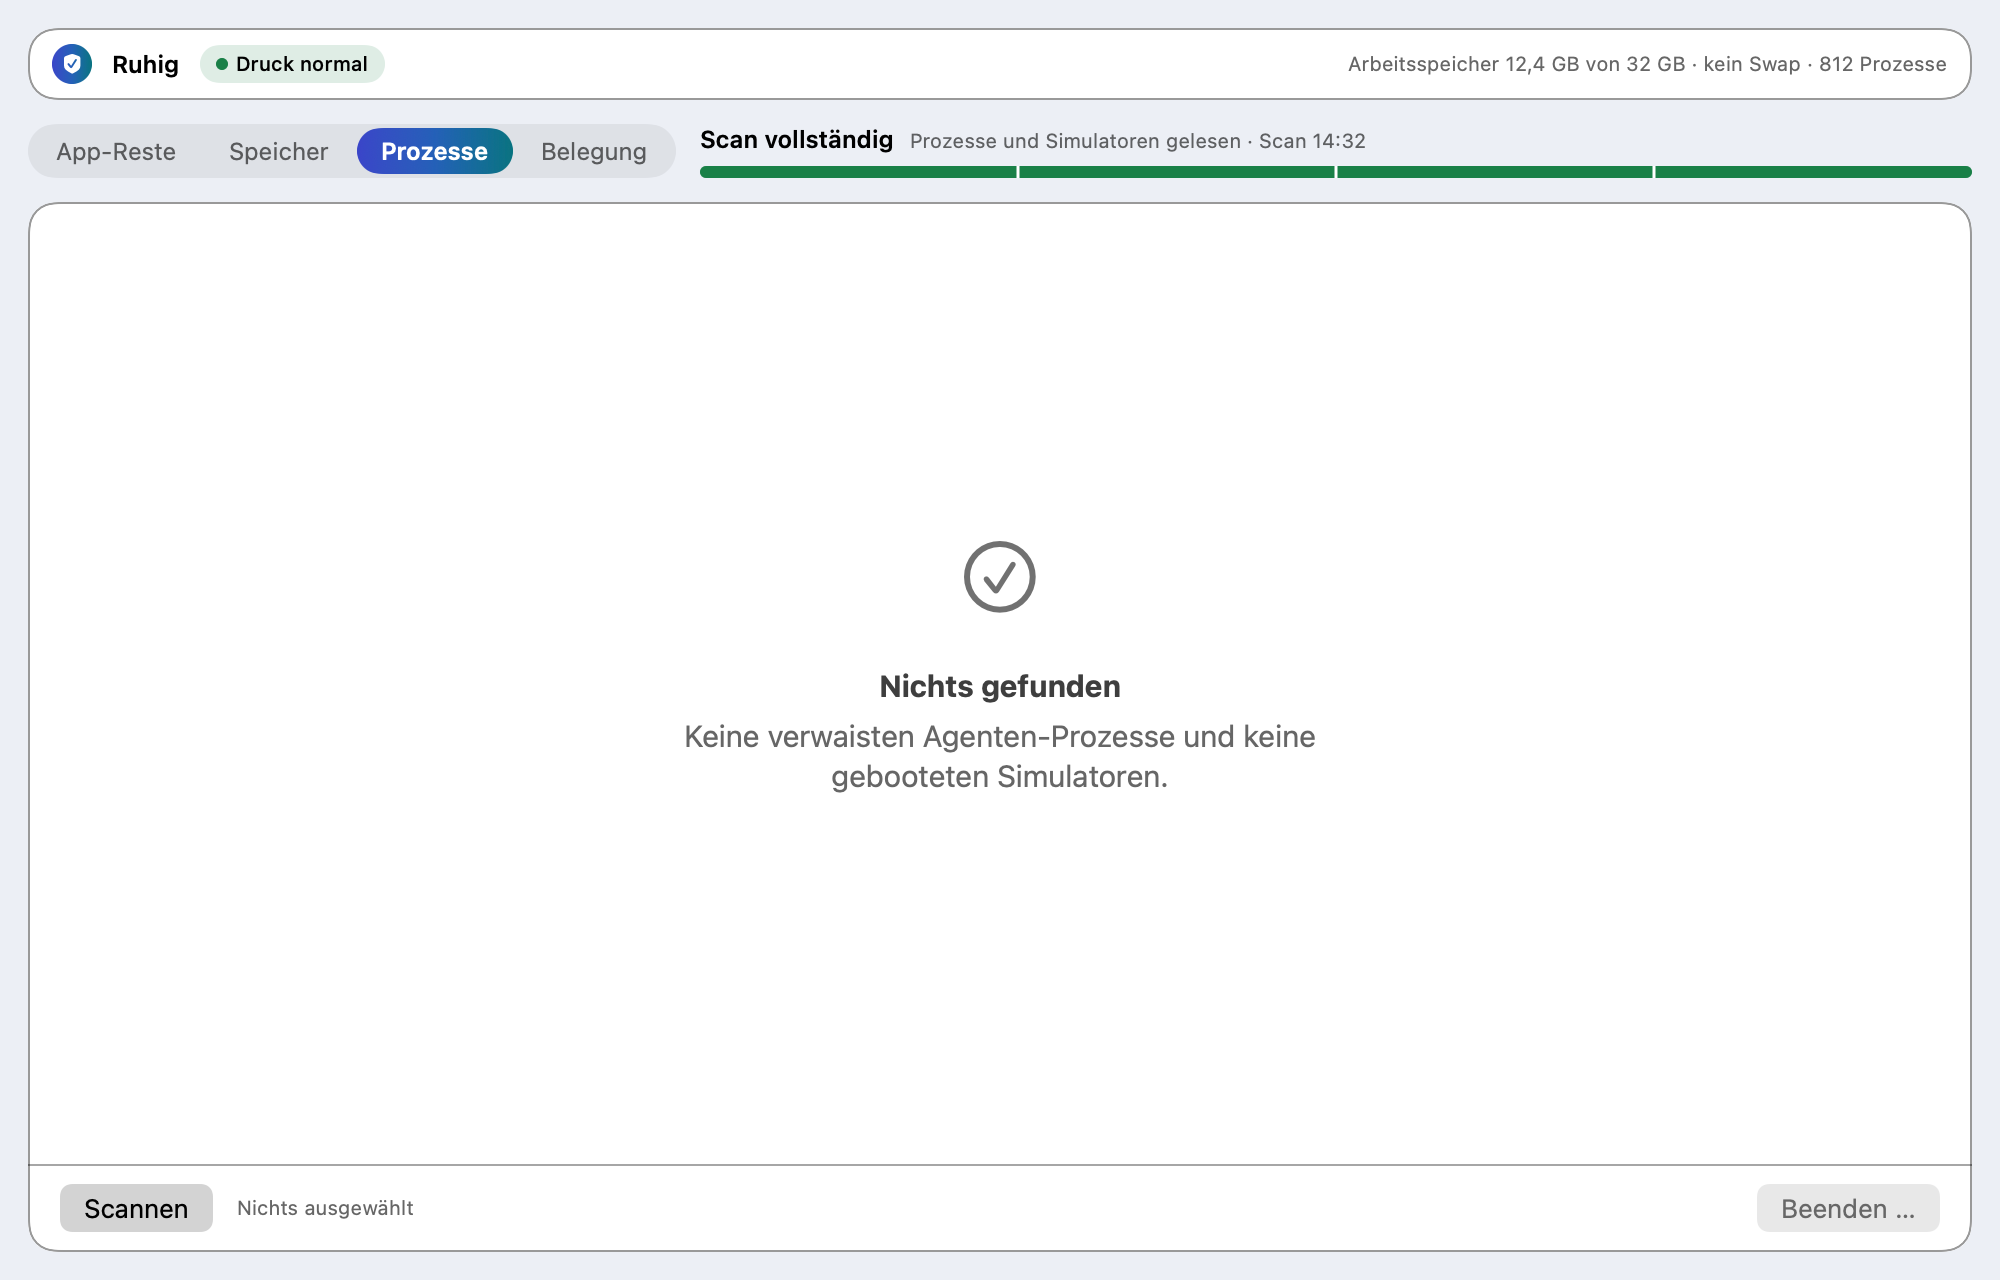 Ruhig
Druck normal
Arbeitsspeicher 12,4 GB von 32 GB · kein Swap · 812 Prozesse
App-Reste
Speicher
Prozesse
Belegung
Scan vollständig
Prozesse und Simulatoren gelesen · Scan 14:32
Nichts gefunden
Keine verwaisten Agenten-Prozesse und keine
gebooteten Simulatoren.
Scannen
Nichts ausgewählt
Beenden ...